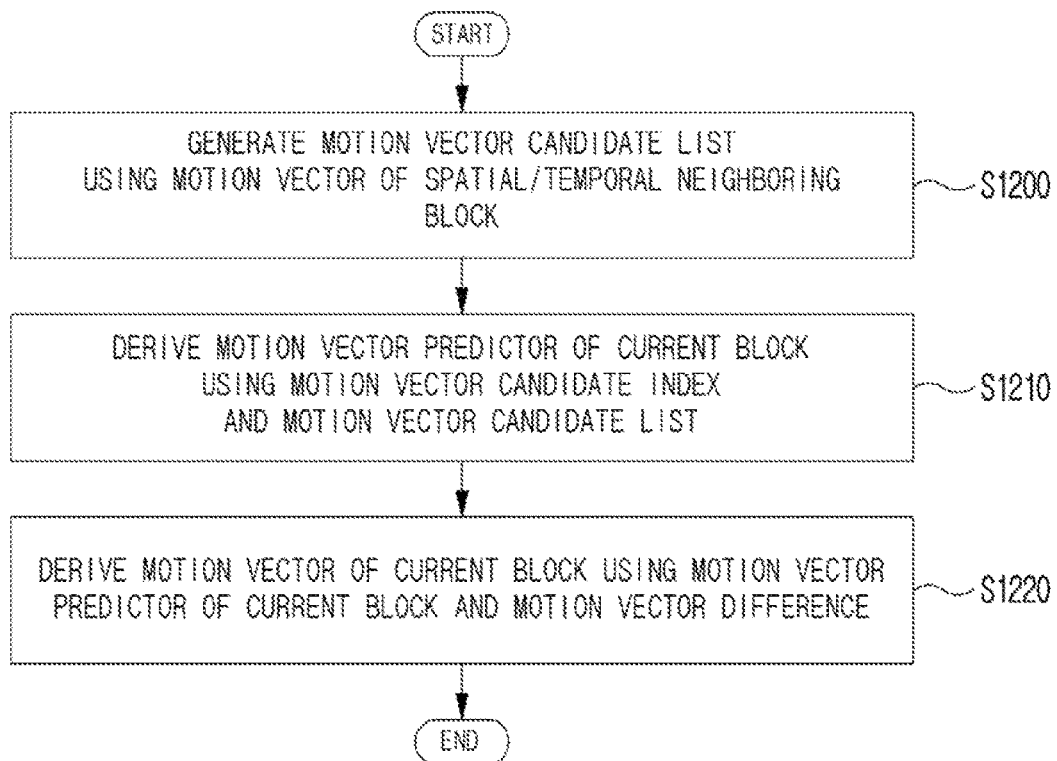 START
GENERATE MOTION VECTOR CANDIDATE LIST
USING MOTION VECTOR OF SPATIAL/TEMPORAL NEIGHBORING
BLOCK
S1200
DERIVE MOTION VECTOR PREDICTOR OF CURRENT BLOCK
USING MOTION VECTOR CANDIDATE INDEX
AND MOTION VECTOR CANDIDATE LIST
S1210
DERIVE MOTION VECTOR OF CURRENT BLOCK USING MOTION VECTOR
PREDICTOR OF CURRENT BLOCK AND MOTION VECTOR DIFFERENCE
S1220
END